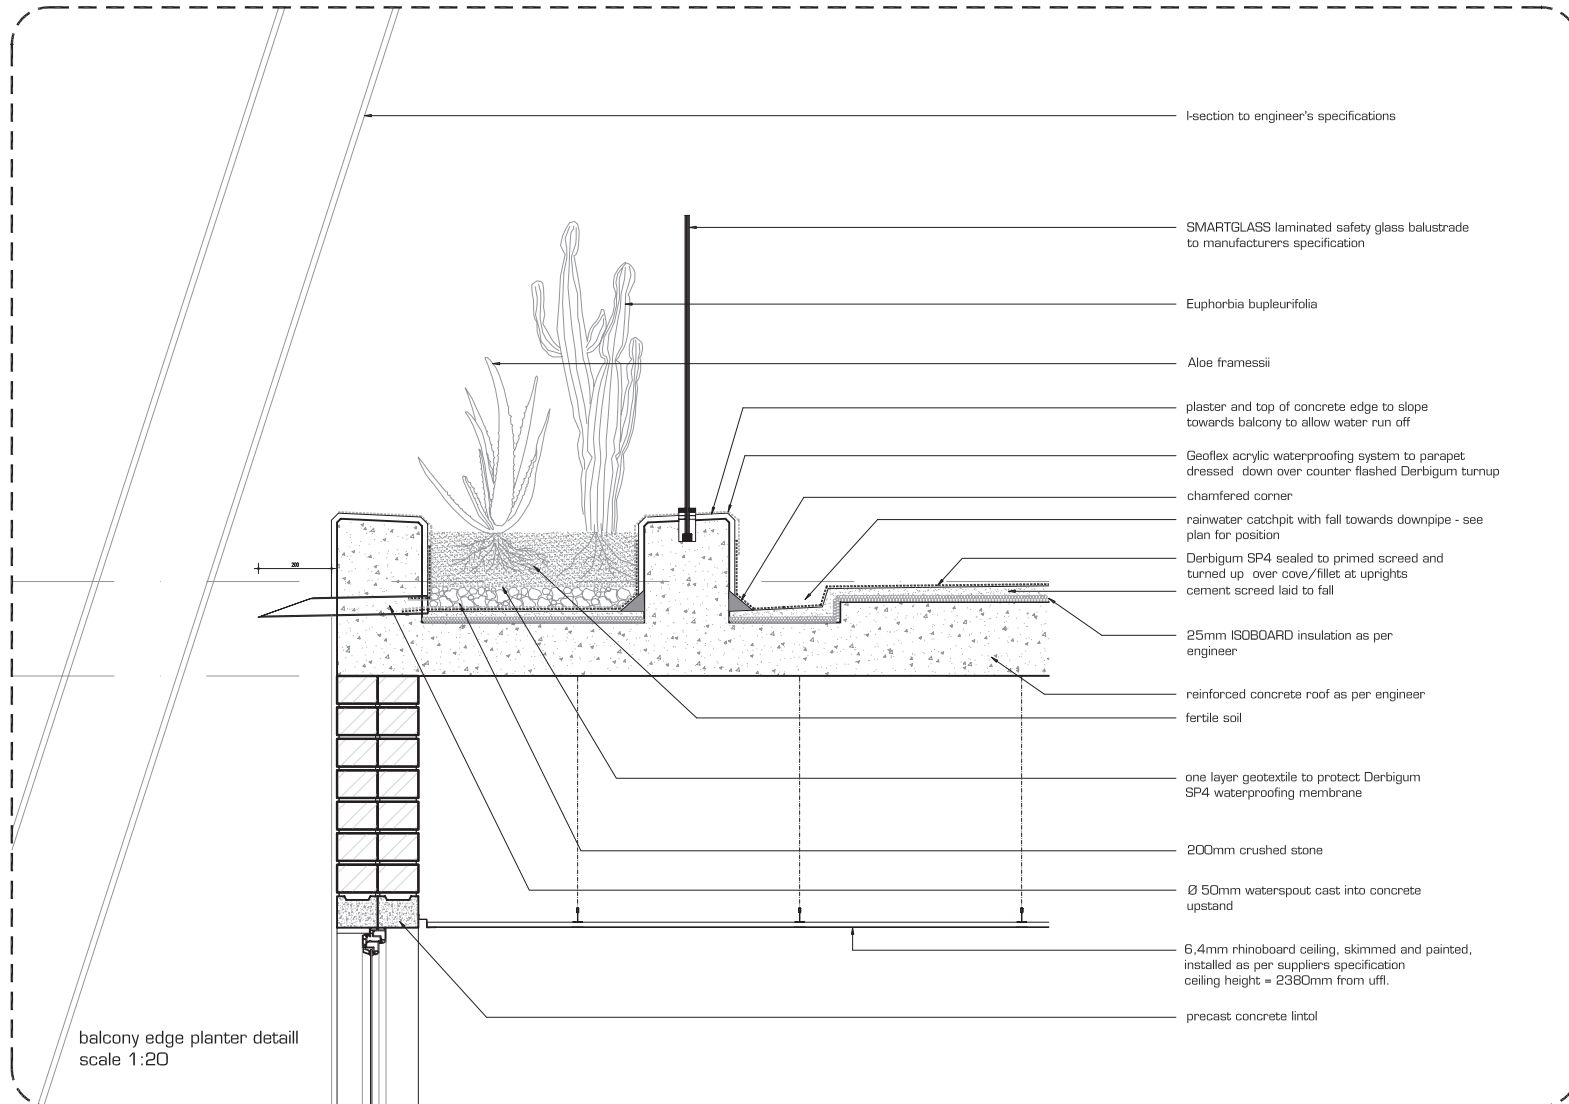 I-section to engineer's specifications
SMARTGLASS laminated safety glass balustrade
to manufacturers specification
Euphorbia bupleurifolia
Aloe framessii
plaster and top of concrete edge to slope
towards balcony to allow water run off
Geoflex acrylic waterproofing system to parapet
dressed down over counter flashed Derbigum turnup
chamfered corner
rainwater catchpit with fall towards downpipe - see
plan for position
Derbigum SP4 sealed to primed screed and
turned up over cove/fillet at uprights
cement screed laid to fall
200
25mm ISOBOARD insulation as per
engineer
reinforced concrete roof as per engineer
fertile soil
one layer geotextile to protect Derbigum
SP4 waterproofing membrane
200mm crushed stone
Ø 50mm waterspout cast into concrete
upstand
6,4mm rhinoboard ceiling, skimmed and painted,
installed as per suppliers specification
ceiling height = 2380mm from uffl.
precast concrete lintol
balcony edge planter detaill
scale 1:20